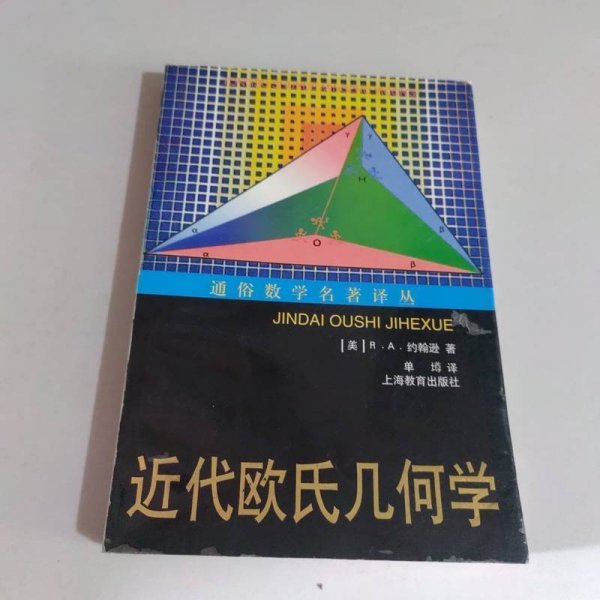 γ γ
H
α β
O
α β
通俗数学名著译丛
JINDAI OUSHI JIHEXUE
[美] R.A.约翰逊 著
单 墫 译
上海教育出版社
近代欧氏几何学